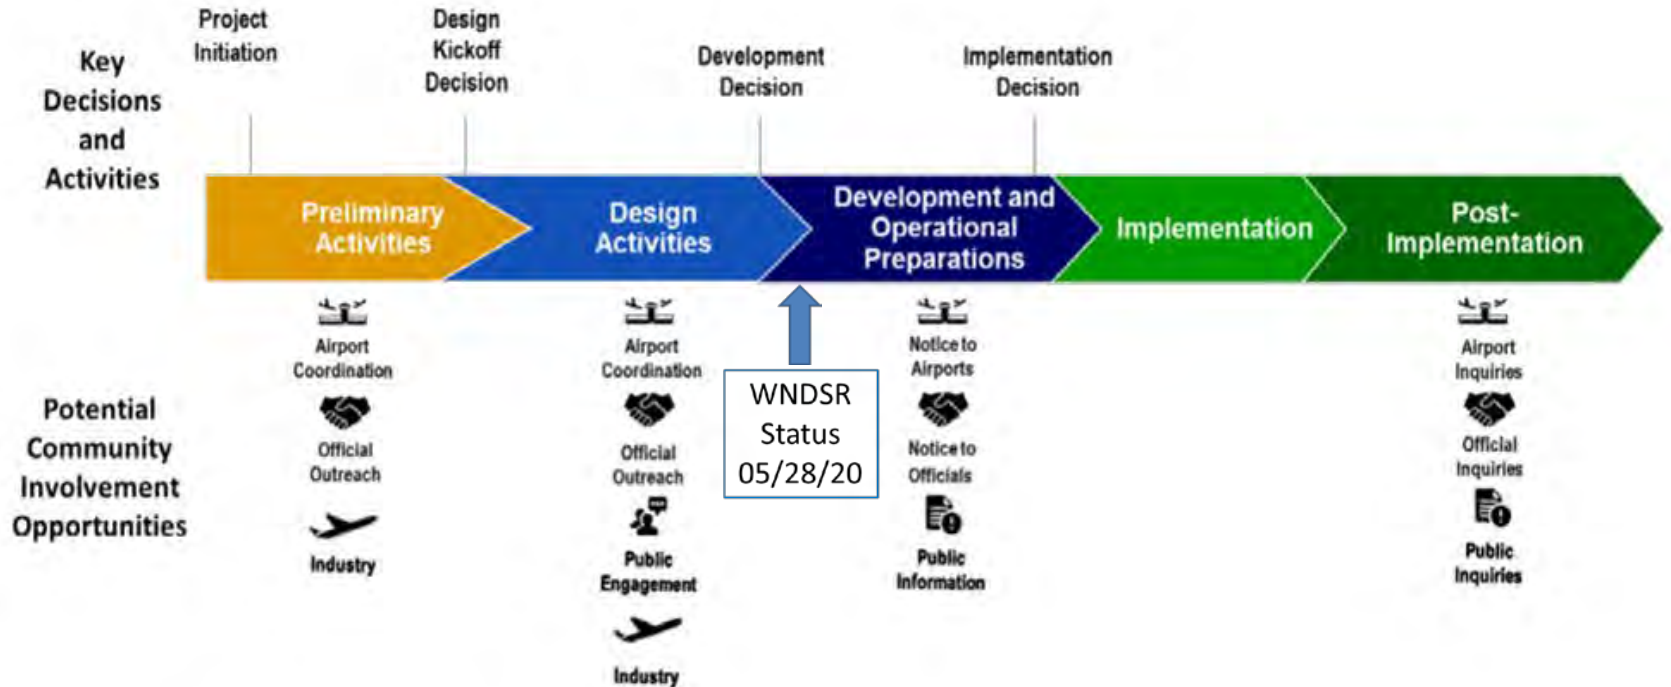 Key
Decisions
and
Activities
Project
Initiation
Design
Kickoff
Decision
Development
Decision
Implementation
Decision
Preliminary
Activities
Design
Activities
Development and
Operational
Preparations
Implementation
Post-
Implementation
Potential
Community
Involvement
Opportunities
Airport
Coordination
Official
Outreach
Industry
Airport
Coordination
Official
Outreach
Public
Engagement
Industry
WNDSR
Status
05/28/20
Notice to
Airports
Notice to
Officials
Public
Information
Airport
Inquiries
Official
Inquiries
Public
Inquiries